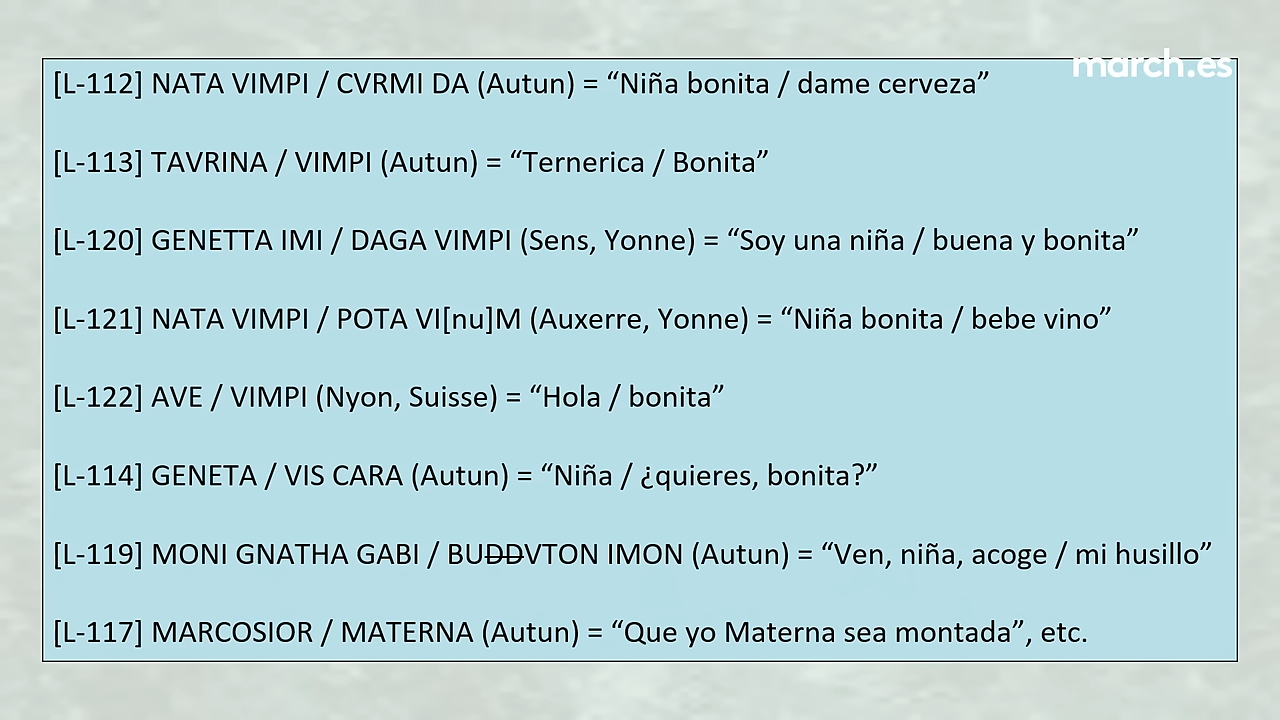 march.es
[L-112] NATA VIMPI / CVRMI DA (Autun) = “Niña bonita / dame cerveza”
[L-113] TAVRINA / VIMPI (Autun) = “Ternerica / Bonita”
[L-120] GENETTA IMI / DAGA VIMPI (Sens, Yonne) = “Soy una niña / buena y bonita”
[L-121] NATA VIMPI / POTA VI[nu]M (Auxerre, Yonne) = “Niña bonita / bebe vino”
[L-122] AVE / VIMPI (Nyon, Suisse) = “Hola / bonita”
[L-114] GENETA / VIS CARA (Autun) = “Niña / ¿quieres, bonita?”
[L-119] MONI GNATHA GABI / BUD̶D̶VTON IMON (Autun) = “Ven, niña, acoge / mi husillo”
[L-117] MARCOSIOR / MATERNA (Autun) = “Que yo Materna sea montada”, etc.